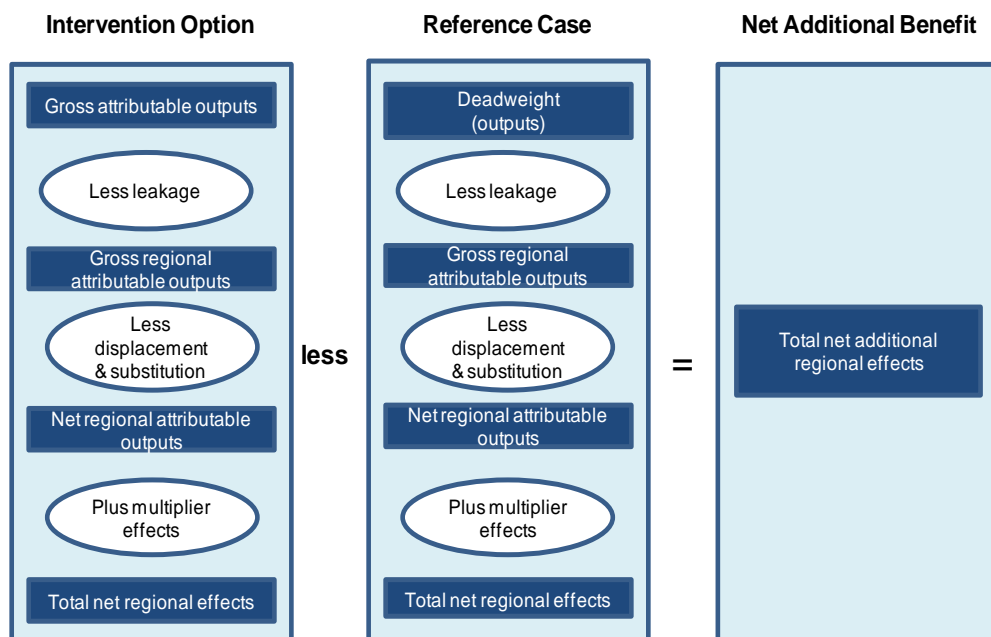 Intervention Option
Gross attributable outputs
Less leakage
Gross regional
attributable outputs
Less
displacement
& substitution
Net regional attributable
outputs
Plus multiplier
effects
Total net regional effects
less
Reference Case
Deadweight
(outputs)
Less leakage
Gross regional
attributable outputs
Less
displacement
& substitution
Net regional attributable
outputs
Plus multiplier
effects
Total net regional effects
=
Net Additional Benefit
Total net additional
regional effects